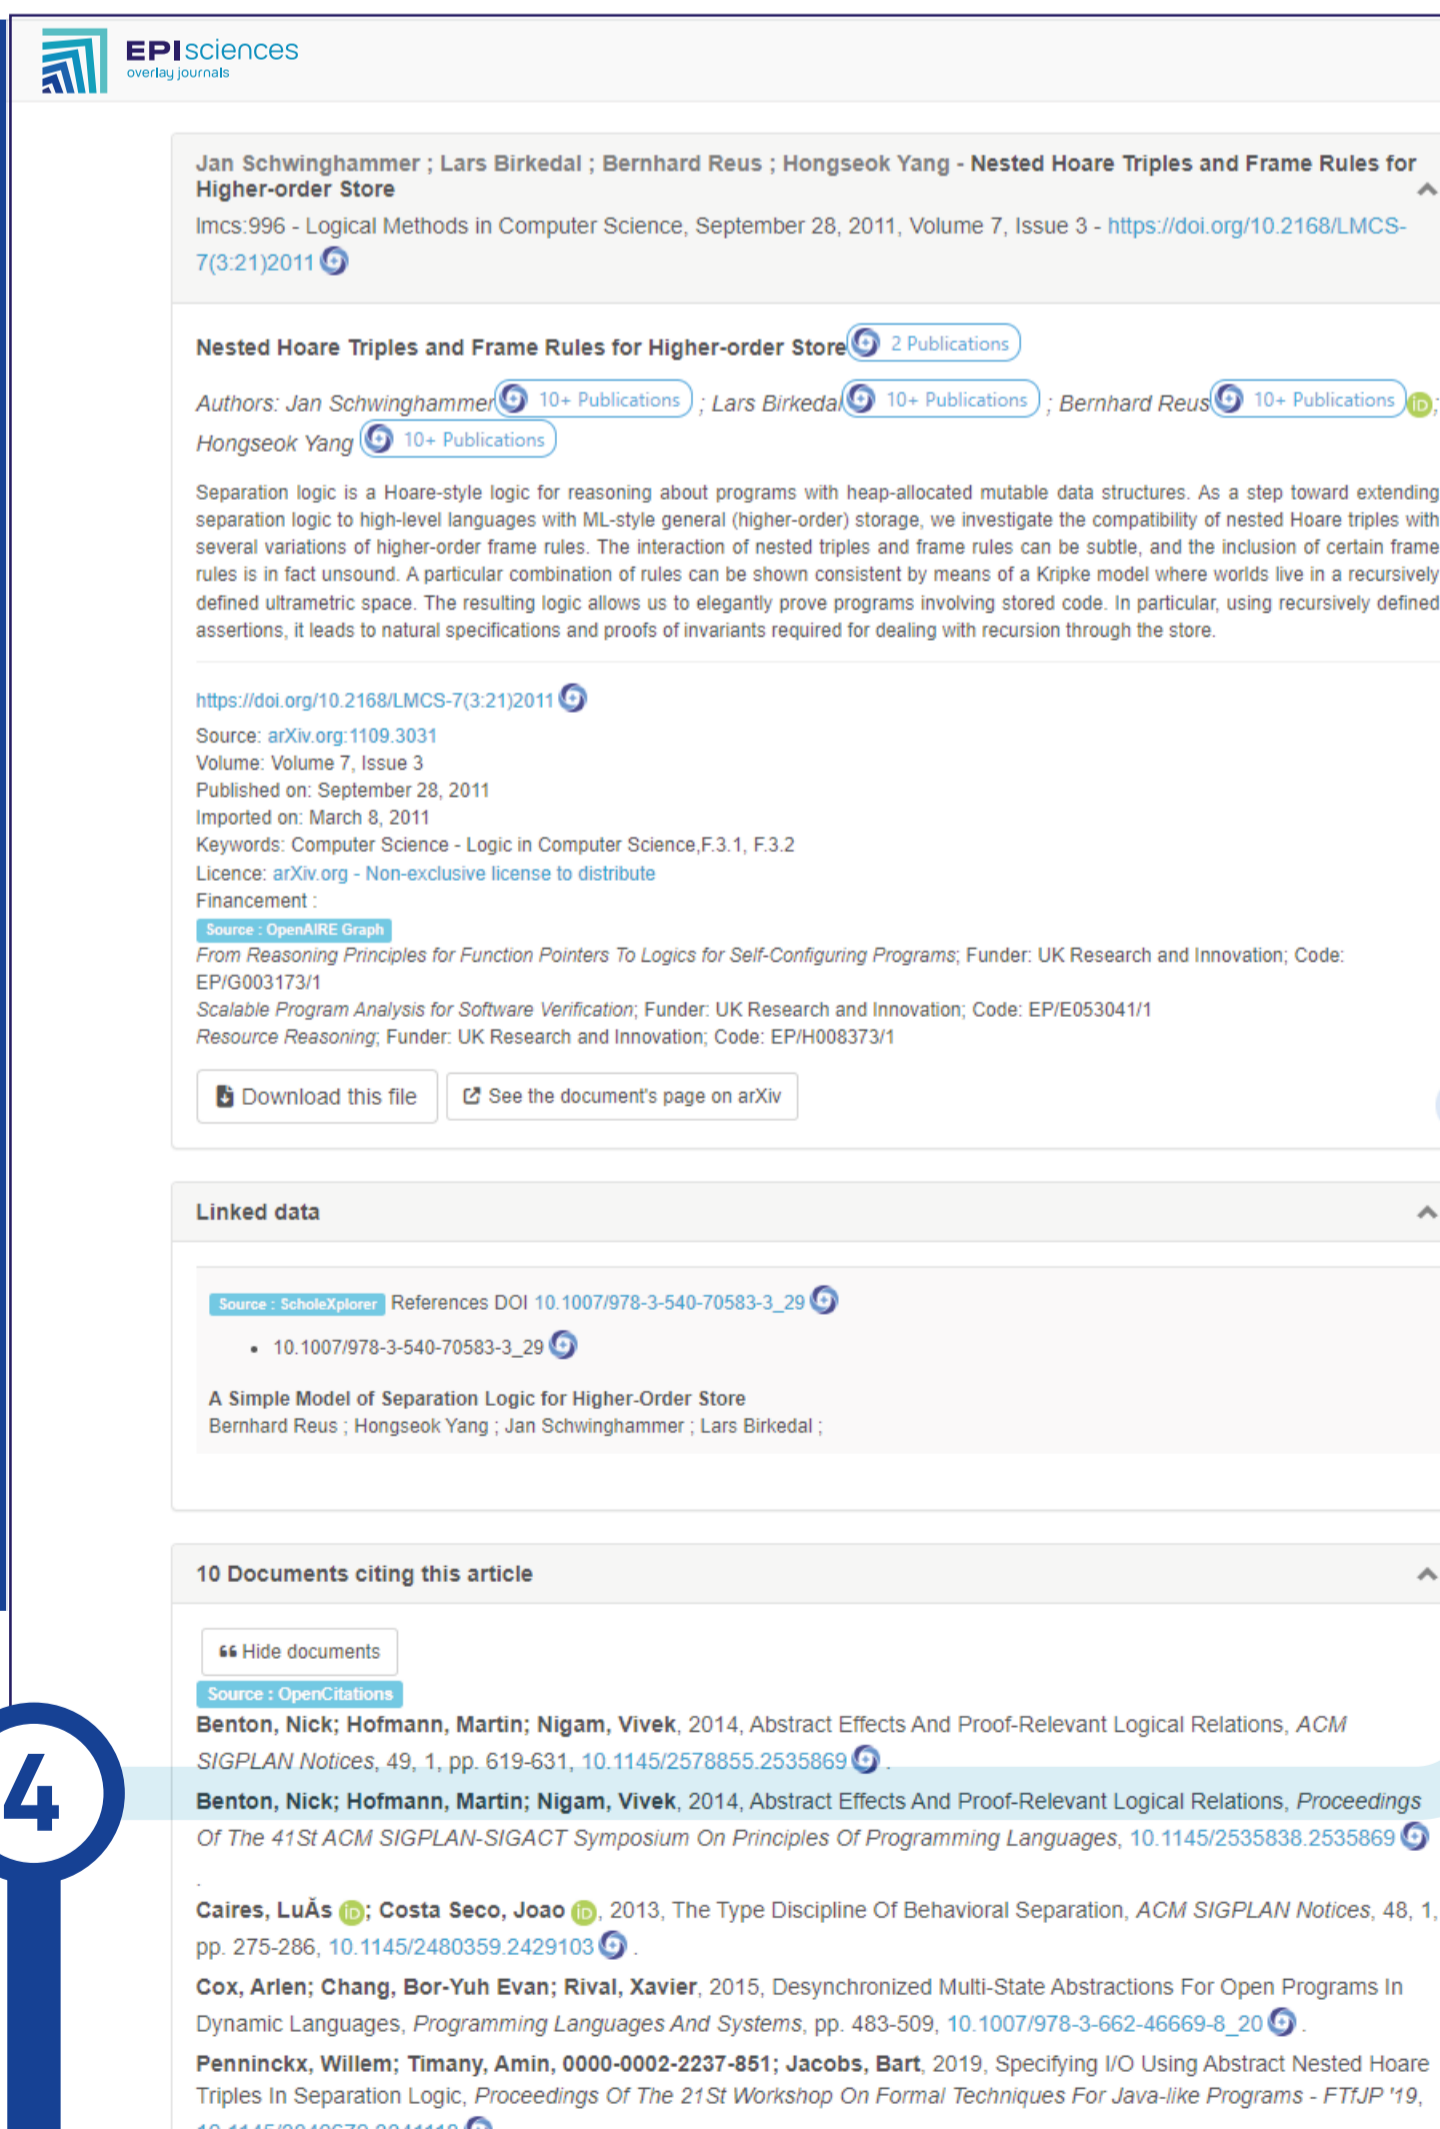 EPIsciences
overlay journals
Jan Schwinghammer ; Lars Birkedal ; Bernhard Reus ; Hongseok Yang - Nested Hoare Triples and Frame Rules for
Higher-order Store
lmcs:996 - Logical Methods in Computer Science, September 28, 2011, Volume 7, Issue 3 - https://doi.org/10.2168/LMCS-
7(3:21)2011
Nested Hoare Triples and Frame Rules for Higher-order Store 2 Publications
Authors: Jan Schwinghammer 10+ Publications ; Lars Birkedal 10+ Publications ; Bernhard Reus 10+ Publications iD ;
Hongseok Yang 10+ Publications
Separation logic is a Hoare-style logic for reasoning about programs with heap-allocated mutable data structures. As a step toward extending
separation logic to high-level languages with ML-style general (higher-order) storage, we investigate the compatibility of nested Hoare triples with
several variations of higher-order frame rules. The interaction of nested triples and frame rules can be subtle, and the inclusion of certain frame
rules is in fact unsound. A particular combination of rules can be shown consistent by means of a Kripke model where worlds live in a recursively
defined ultrametric space. The resulting logic allows us to elegantly prove programs involving stored code. In particular, using recursively defined
assertions, it leads to natural specifications and proofs of invariants required for dealing with recursion through the store.
https://doi.org/10.2168/LMCS-7(3:21)2011
Source: arXiv.org:1109.3031
Volume: Volume 7, Issue 3
Published on: September 28, 2011
Imported on: March 8, 2011
Keywords: Computer Science - Logic in Computer Science,F.3.1, F.3.2
Licence: arXiv.org - Non-exclusive license to distribute
Financement :
Source : OpenAIRE Graph
From Reasoning Principles for Function Pointers To Logics for Self-Configuring Programs; Funder: UK Research and Innovation; Code:
EP/G003173/1
Scalable Program Analysis for Software Verification; Funder: UK Research and Innovation; Code: EP/E053041/1
Resource Reasoning; Funder: UK Research and Innovation; Code: EP/H008373/1
Download this file See the document's page on arXiv
Linked data
Source : ScholeXplorer References DOI 10.1007/978-3-540-70583-3_29
• 10.1007/978-3-540-70583-3_29
A Simple Model of Separation Logic for Higher-Order Store
Bernhard Reus ; Hongseok Yang ; Jan Schwinghammer ; Lars Birkedal ;
10 Documents citing this article
Hide documents
Source : OpenCitations
Benton, Nick; Hofmann, Martin; Nigam, Vivek, 2014, Abstract Effects And Proof-Relevant Logical Relations, ACM
SIGPLAN Notices, 49, 1, pp. 619-631, 10.1145/2578855.2535869 .
4
Benton, Nick; Hofmann, Martin; Nigam, Vivek, 2014, Abstract Effects And Proof-Relevant Logical Relations, Proceedings
Of The 41St ACM SIGPLAN-SIGACT Symposium On Principles Of Programming Languages, 10.1145/2535838.2535869
.
Caires, LuÃs iD ; Costa Seco, Joao iD , 2013, The Type Discipline Of Behavioral Separation, ACM SIGPLAN Notices, 48, 1,
pp. 275-286, 10.1145/2480359.2429103 .
Cox, Arlen; Chang, Bor-Yuh Evan; Rival, Xavier, 2015, Desynchronized Multi-State Abstractions For Open Programs In
Dynamic Languages, Programming Languages And Systems, pp. 483-509, 10.1007/978-3-662-46669-8_20 .
Penninckx, Willem; Timany, Amin, 0000-0002-2237-851; Jacobs, Bart, 2019, Specifying I/O Using Abstract Nested Hoare
Triples In Separation Logic, Proceedings Of The 21St Workshop On Formal Techniques For Java-like Programs - FTfJP '19,